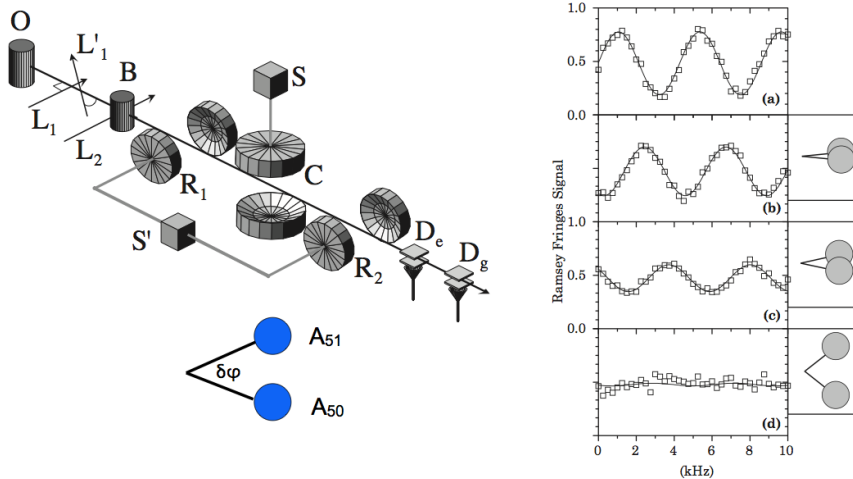 O
L'1
B
S
L1
L2
R1
C
S'
R2
De
Dg
δφ
A51
A50
Ramsey Fringes Signal
1.0
0.5
0.0
(a)
(b)
1.0
0.5
0.0
(c)
(d)
0 2 4 6 8 10
(kHz)